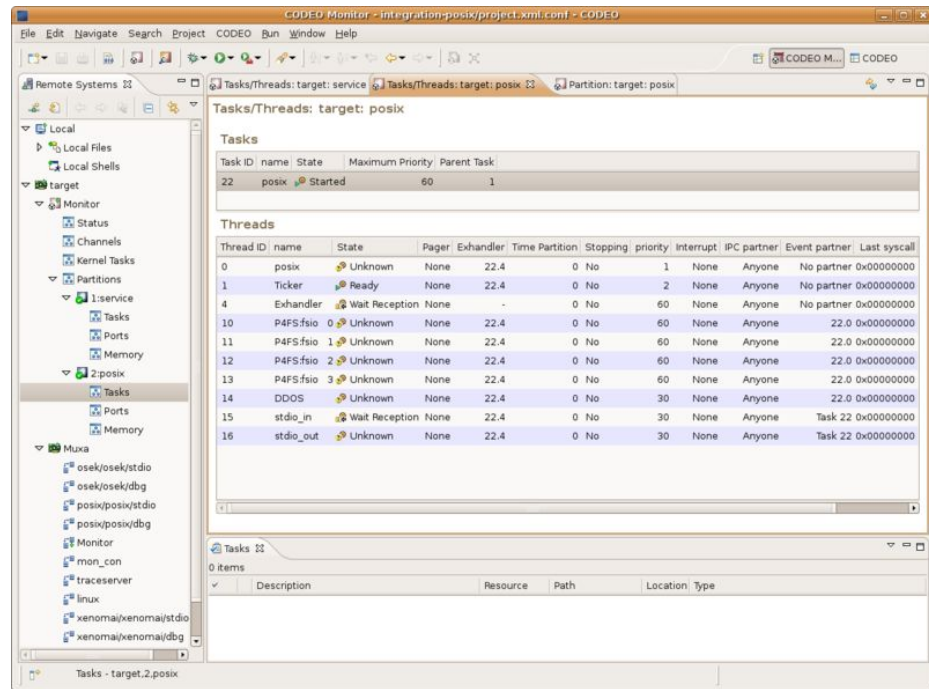 CODEO Monitor - integration-posix/project.xml.conf - CODEO
File Edit Navigate Search Project CODEO Run Window Help
CODEO M... CODEO
Remote Systems
Tasks/Threads: target: service Tasks/Threads: target: posix Partition: target: posix
Local
Local Files
Local Shells
target
Monitor
Status
Channels
Kernel Tasks
Partitions
1:service
Tasks
Ports
Memory
2:posix
Tasks
Ports
Memory
Muxa
osek/osek/stdio
osek/osek/dbg
posix/posix/stdio
posix/posix/dbg
Monitor
mon_con
traceserver
linux
xenomai/xenomai/stdio
xenomai/xenomai/dbg
Tasks/Threads: target: posix
Tasks
Task ID name State Maximum Priority Parent Task
22 posix Started 60 1
Threads
Thread ID name State Pager Exhandler Time Partition Stopping priority Interrupt IPC partner Event partner Last syscall
0 posix Unknown None 22.4 0 No 1 None Anyone No partner 0x00000000
1 Ticker Ready None 22.4 0 No 2 None Anyone No partner 0x00000000
4 Exhandler Wait Reception None - 0 No 60 None Anyone No partner 0x00000000
10 P4FS:fsio 0 Unknown None 22.4 0 No 60 None Anyone 22.0 0x00000000
11 P4FS:fsio 1 Unknown None 22.4 0 No 60 None Anyone 22.0 0x00000000
12 P4FS:fsio 2 Unknown None 22.4 0 No 60 None Anyone 22.0 0x00000000
13 P4FS:fsio 3 Unknown None 22.4 0 No 60 None Anyone 22.0 0x00000000
14 DDOS Unknown None 22.4 0 No 30 None Anyone 22.0 0x00000000
15 stdio_in Wait Reception None 22.4 0 No 30 None Anyone Task 22 0x00000000
16 stdio_out Unknown None 22.4 0 No 30 None Anyone Task 22 0x00000000
Tasks
0 items
Description Resource Path Location Type
Tasks - target,2,posix